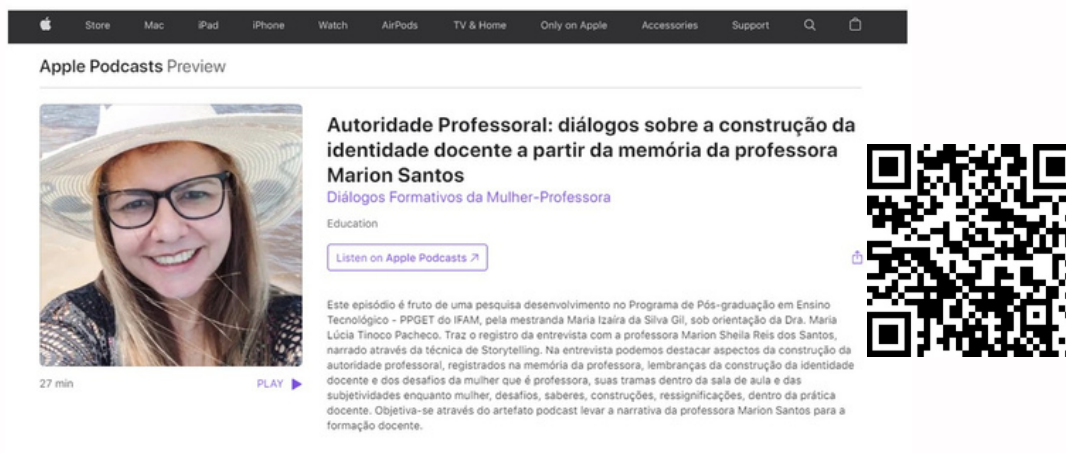 Store Mac iPad iPhone Watch AirPods TV & Home Only on Apple Accessories Support
Apple Podcasts Preview
Autoridade Professoral: diálogos sobre a construção da
identidade docente a partir da memória da professora
Marion Santos
Diálogos Formativos da Mulher-Professora
Education
Listen on Apple Podcasts ↗
Este episódio é fruto de uma pesquisa desenvolvimento no Programa de Pós-graduação em Ensino
Tecnológico - PPGET do IFAM, pela mestranda Maria Izaíra da Silva Gil, sob orientação da Dra. Maria
Lúcia Tinoco Pacheco. Traz o registro da entrevista com a professora Marion Sheila Reis dos Santos,
narrado através da técnica de Storytelling. Na entrevista podemos destacar aspectos da construção da
autoridade professoral, registrados na memória da professora, lembranças da construção da identidade
docente e dos desafios da mulher que é professora, suas tramas dentro da sala de aula e das
subjetividades enquanto mulher, desafios, saberes, construções, ressignificações, dentro da prática
docente. Objetiva-se através do artefato podcast levar a narrativa da professora Marion Santos para a
formação docente.
27 min PLAY